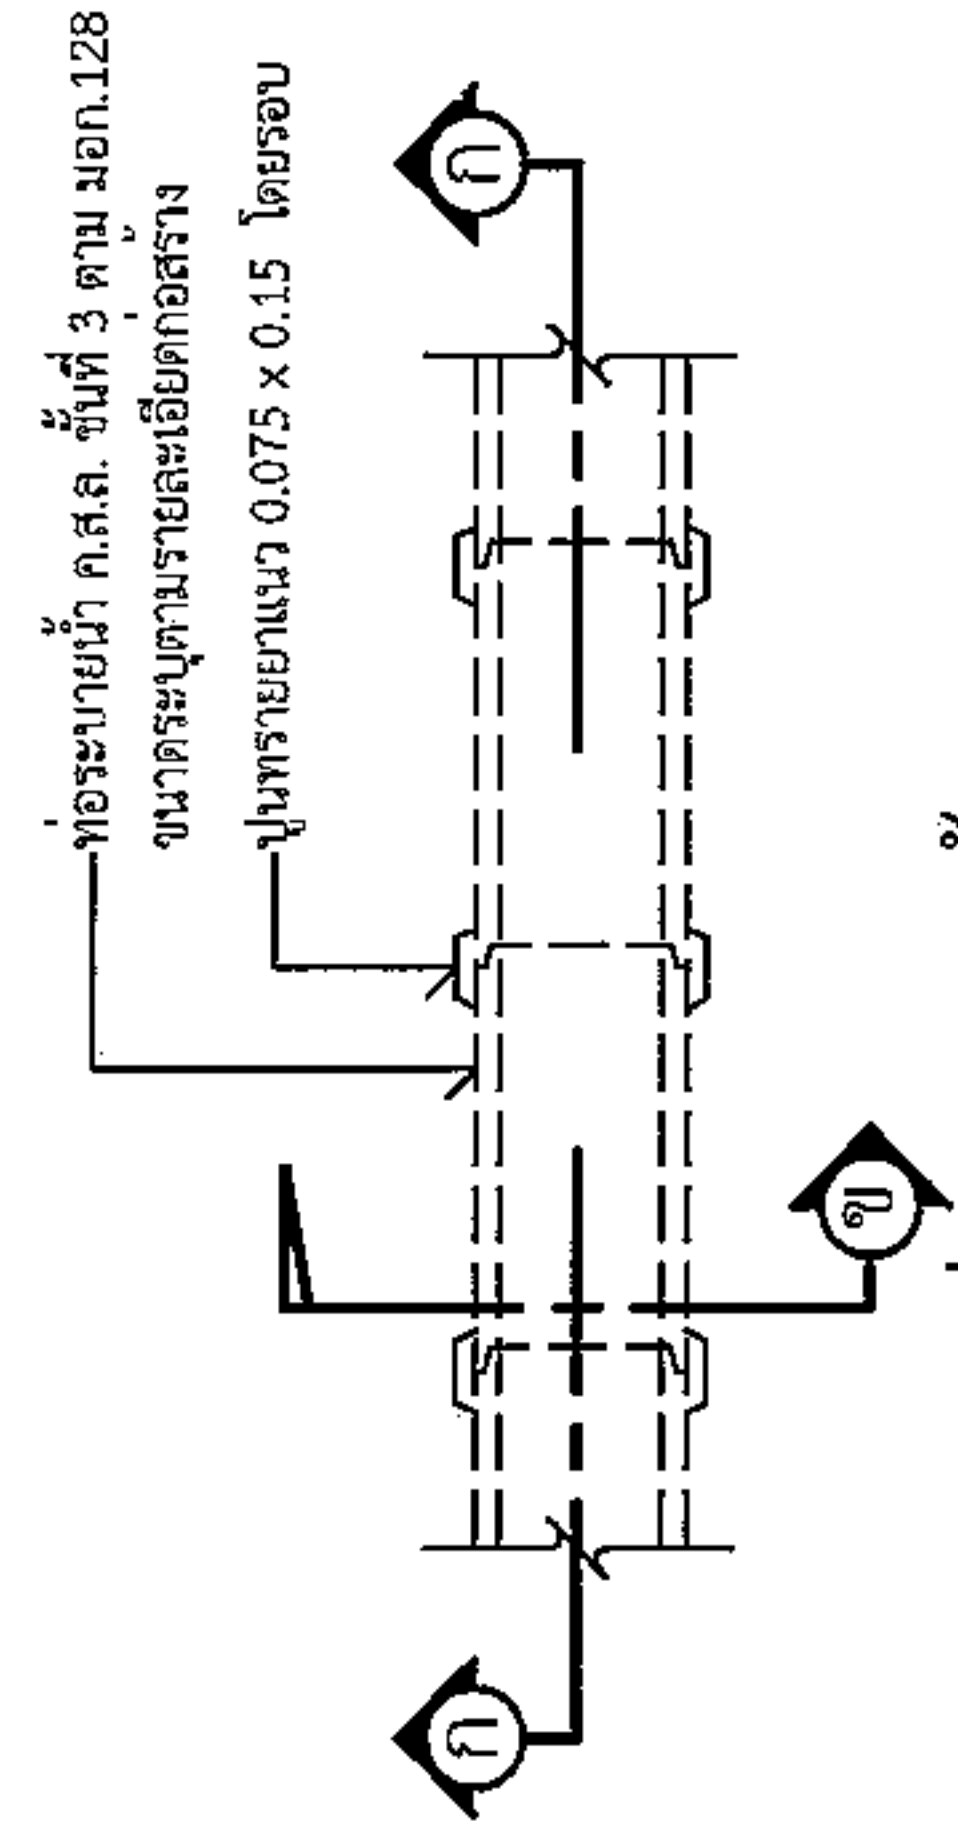 ท่อระบายน้ำ ค.ส.ล. ชั้นที่ 3 ตาม มอก.128
ขนาดระบุตามรายละเอียดก่อสร้าง
ปูนทรายยาแนว 0.075 x 0.15 โดยรอบ
ก
ก
ข